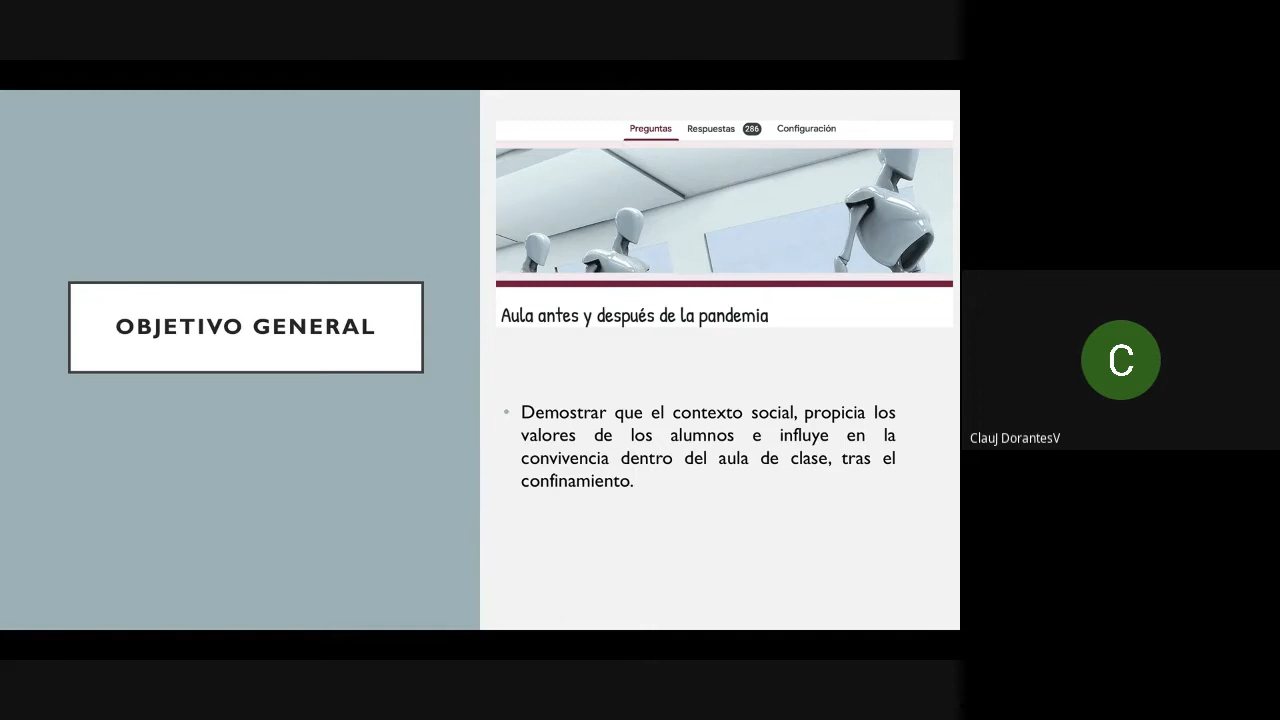 OBJETIVO GENERAL
Preguntas Respuestas 286 Configuración
Aula antes y después de la pandemia
• Demostrar que el contexto social, propicia los
valores de los alumnos e influye en la
convivencia dentro del aula de clase, tras el
confinamiento.
C
ClauJ DorantesV